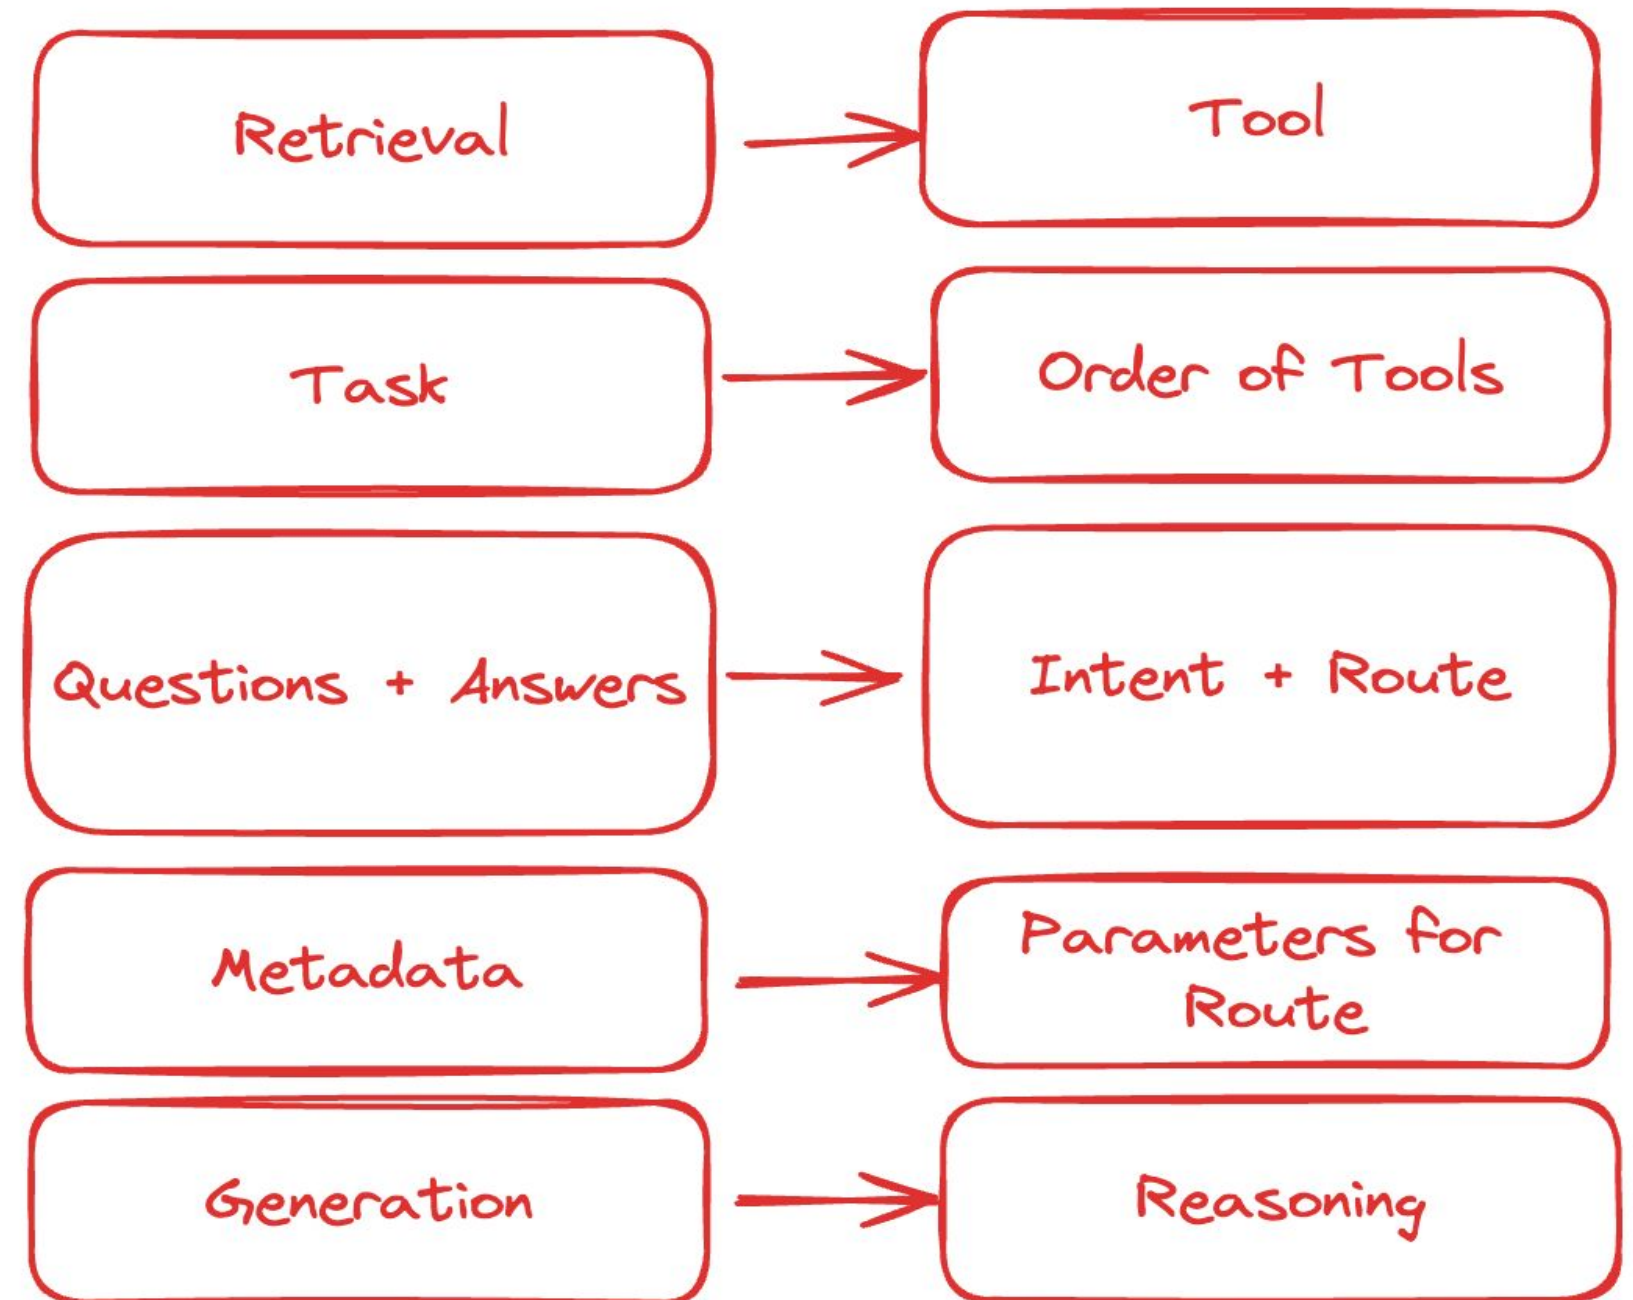 Retrieval
Tool
Task
Order of Tools
Questions + Answers
Intent + Route
Metadata
Parameters for
Route
Generation
Reasoning